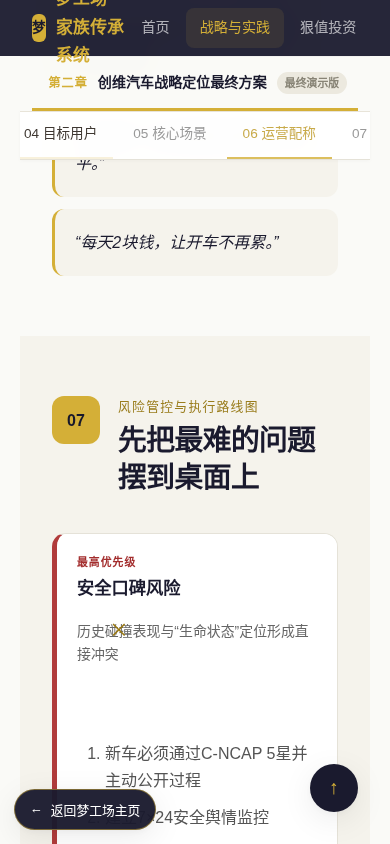 梦
梦工场
家族传承
系统
首页
战略与实践
狠值投资
第二章 创维汽车战略定位最终方案 最终演示版
04 目标用户
05 核心场景
06 运营配称
07
平。”
“每天2块钱，让开车不再累。”
07
风险管控与执行路线图
先把最难的问题
摆到桌面上
最高优先级
安全口碑风险
历史碰撞表现与“生命状态”定位形成直
接冲突
1. 新车必须通过C-NCAP 5星并
主动公开过程
24安全舆情监控
← 返回梦工场主页
↑